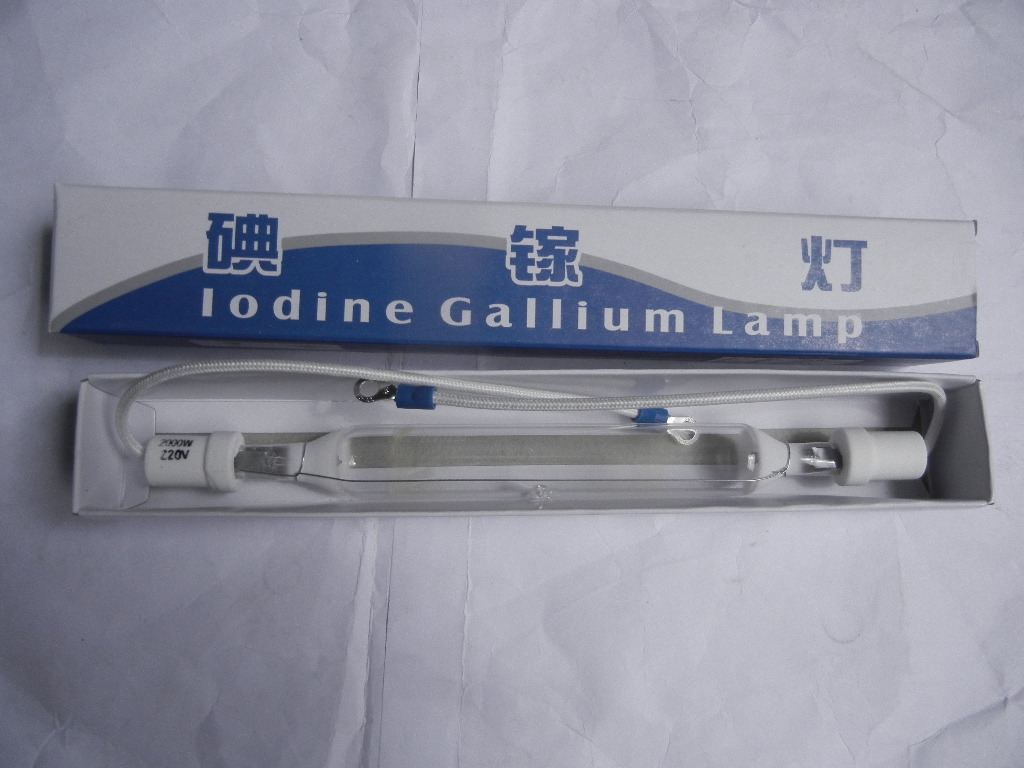 碘 镓 灯
Iodine Gallium Lamp
2000W
220V